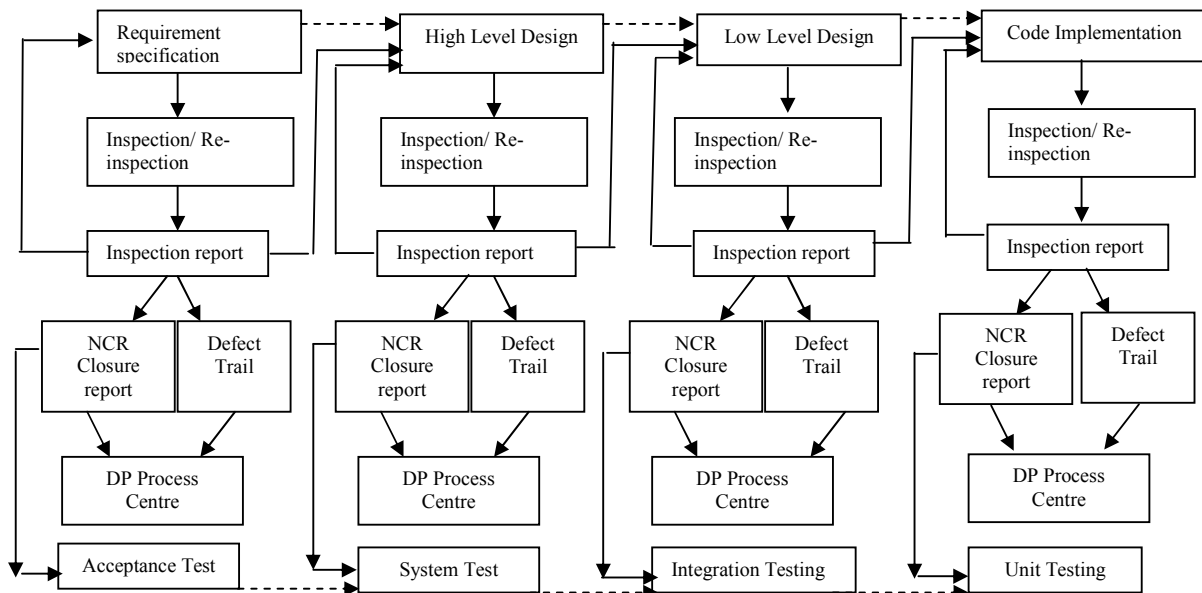 Requirement
specification
High Level Design
Low Level Design
Code Implementation
Inspection/ Re-
inspection
Inspection/ Re-
inspection
Inspection/ Re-
inspection
Inspection/ Re-
inspection
Inspection report
Inspection report
Inspection report
Inspection report
NCR
Closure
report
Defect
Trail
NCR
Closure
report
Defect
Trail
NCR
Closure
report
Defect
Trail
NCR
Closure
report
Defect
Trail
DP Process
Centre
DP Process
Centre
DP Process
Centre
DP Process
Centre
Acceptance Test
System Test
Integration Testing
Unit Testing